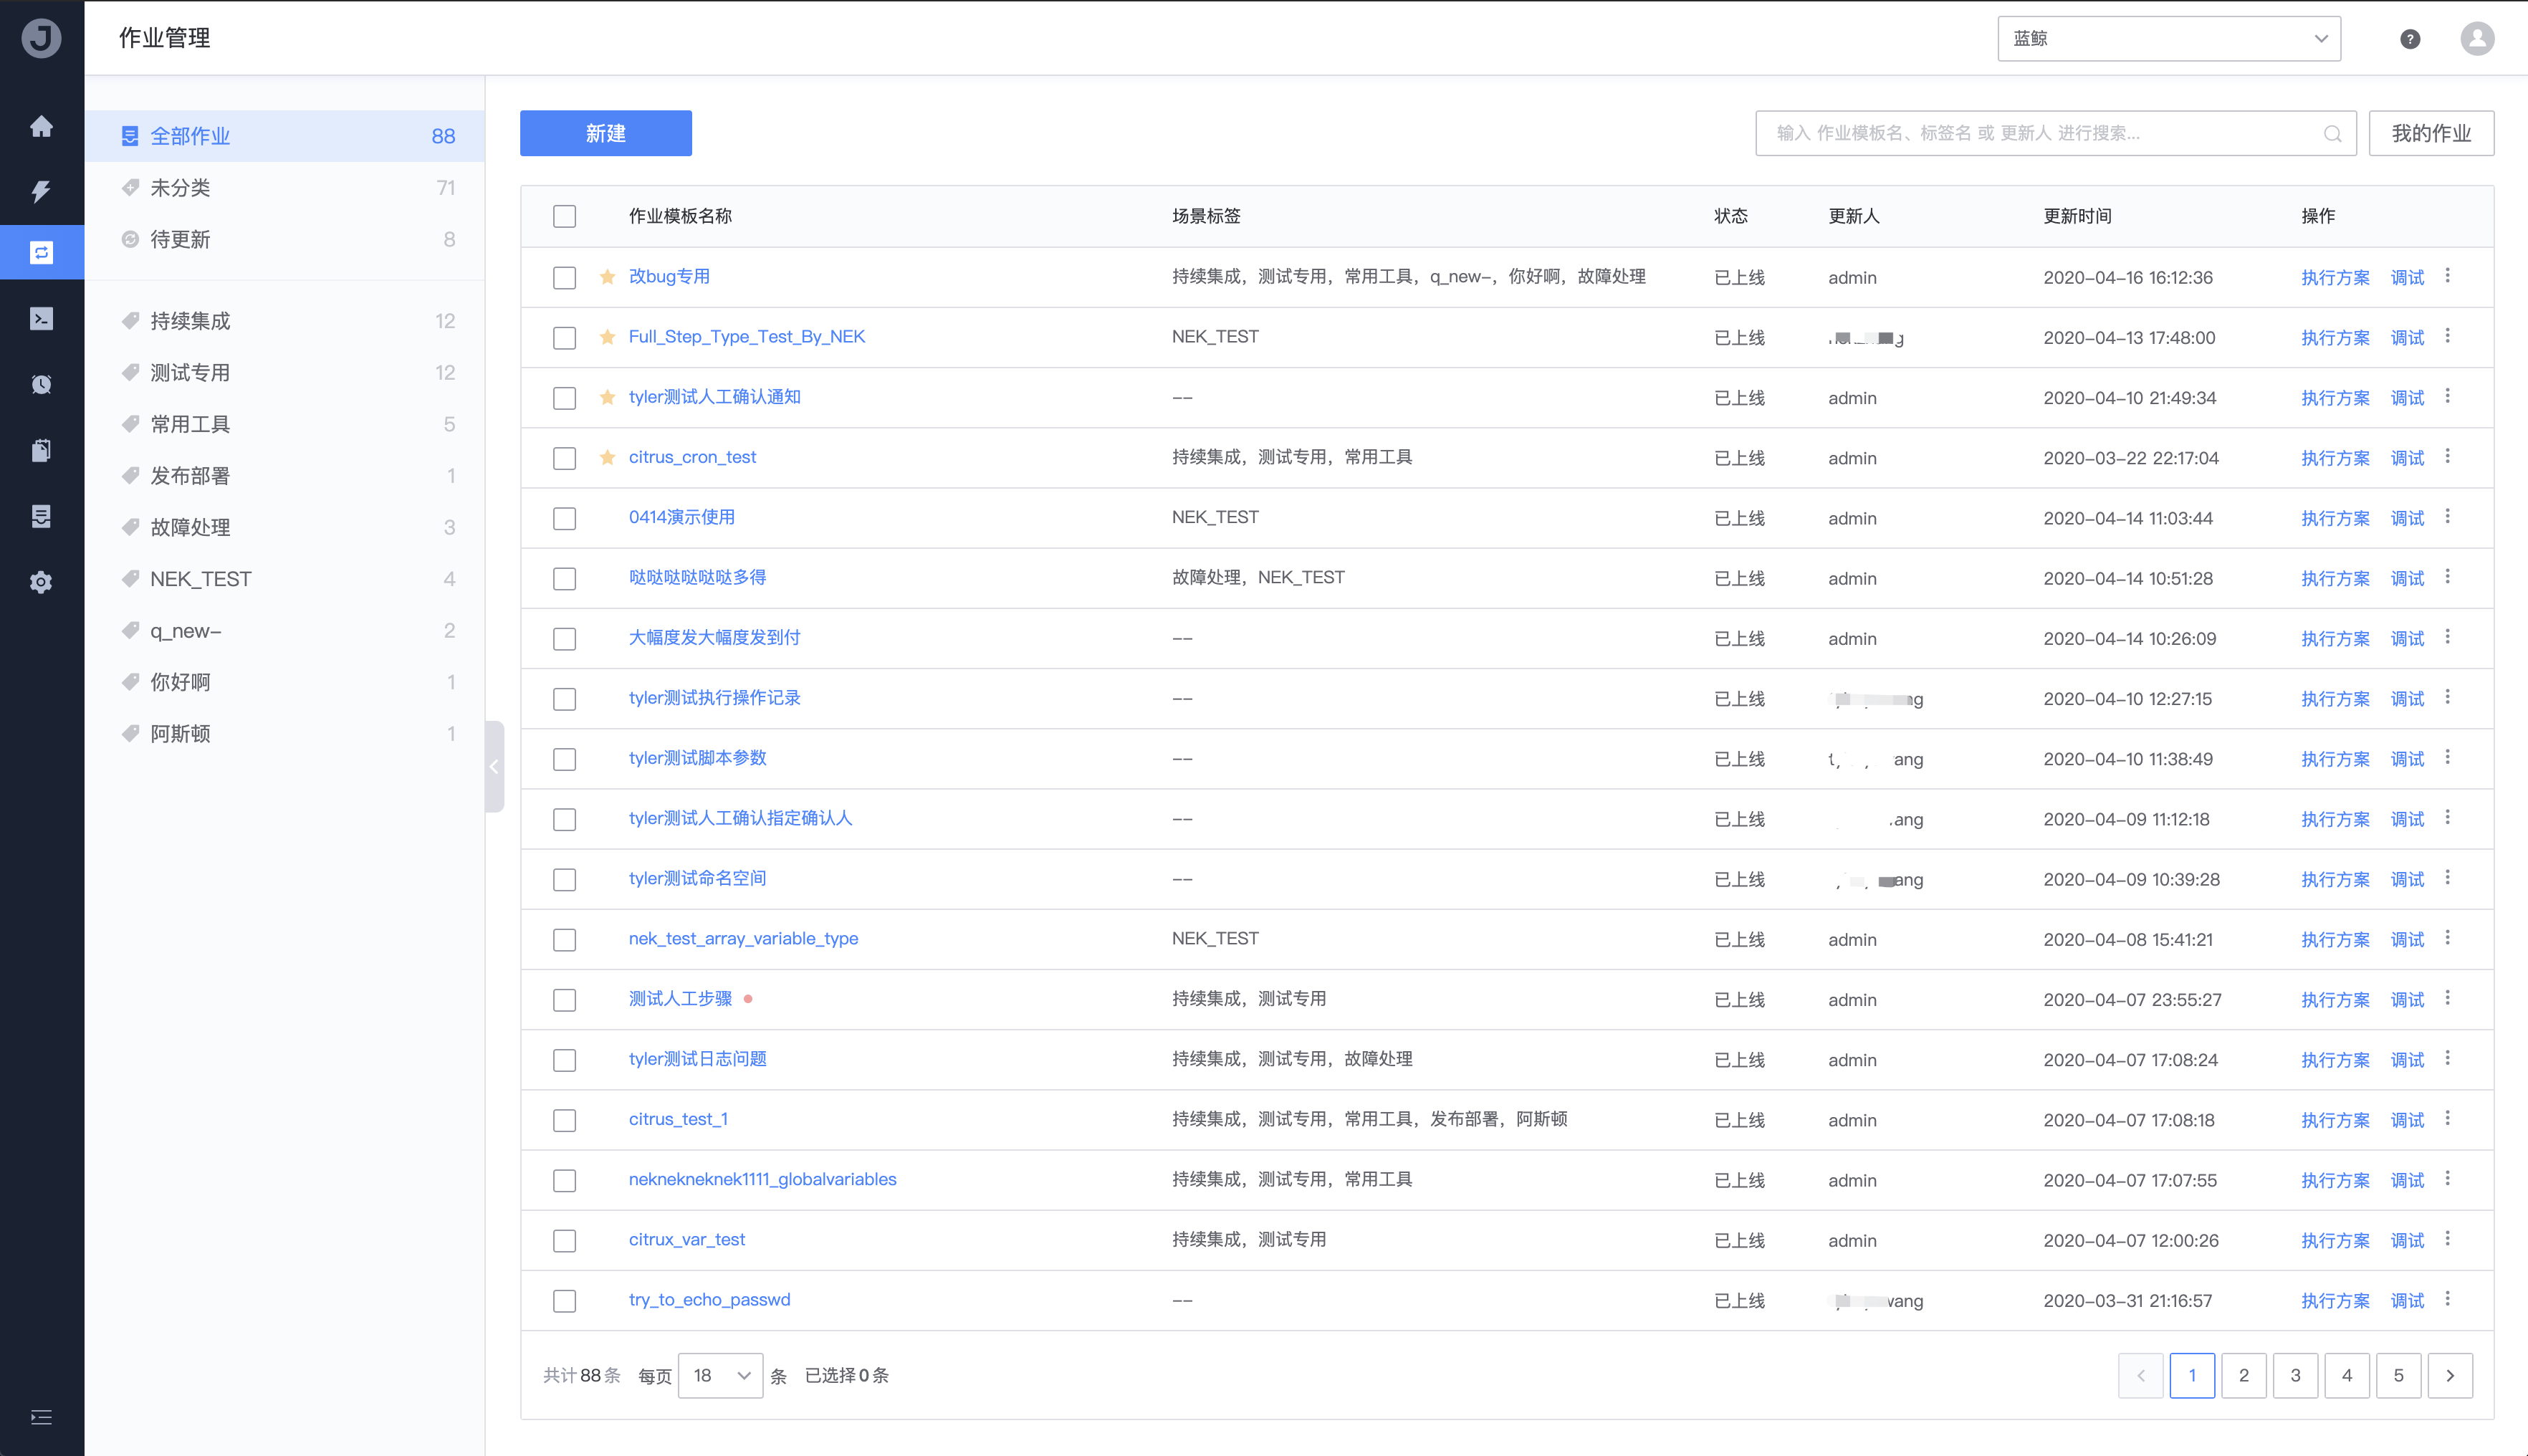 J
作业管理
蓝鲸
?
全部作业 88
未分类 71
待更新 8
持续集成 12
测试专用 12
常用工具 5
发布部署 1
故障处理 3
NEK_TEST 4
q_new- 2
你好啊 1
阿斯顿 1
新建
输入 作业模板名、标签名 或 更新人 进行搜索...
我的作业
作业模板名称 场景标签 状态 更新人 更新时间 操作
改bug专用 持续集成，测试专用，常用工具，q_new-，你好啊，故障处理 已上线 admin 2020-04-16 16:12:36 执行方案 调试
Full_Step_Type_Test_By_NEK NEK_TEST 已上线 2020-04-13 17:48:00 执行方案 调试
tyler测试人工确认通知 -- 已上线 admin 2020-04-10 21:49:34 执行方案 调试
citrus_cron_test 持续集成，测试专用，常用工具 已上线 admin 2020-03-22 22:17:04 执行方案 调试
0414演示使用 NEK_TEST 已上线 admin 2020-04-14 11:03:44 执行方案 调试
哒哒哒哒哒哒多得 故障处理，NEK_TEST 已上线 admin 2020-04-14 10:51:28 执行方案 调试
大幅度发大幅度发到付 -- 已上线 admin 2020-04-14 10:26:09 执行方案 调试
tyler测试执行操作记录 -- 已上线 2020-04-10 12:27:15 执行方案 调试
tyler测试脚本参数 -- 已上线 ang 2020-04-10 11:38:49 执行方案 调试
tyler测试人工确认指定确认人 -- 已上线 ang 2020-04-09 11:12:18 执行方案 调试
tyler测试命名空间 -- 已上线 ang 2020-04-09 10:39:28 执行方案 调试
nek_test_array_variable_type NEK_TEST 已上线 admin 2020-04-08 15:41:21 执行方案 调试
测试人工步骤 持续集成，测试专用 已上线 admin 2020-04-07 23:55:27 执行方案 调试
tyler测试日志问题 持续集成，测试专用，故障处理 已上线 admin 2020-04-07 17:08:24 执行方案 调试
citrus_test_1 持续集成，测试专用，常用工具，发布部署，阿斯顿 已上线 admin 2020-04-07 17:08:18 执行方案 调试
neknekneknek1111_globalvariables 持续集成，测试专用，常用工具 已上线 admin 2020-04-07 17:07:55 执行方案 调试
citrux_var_test 持续集成，测试专用 已上线 admin 2020-04-07 12:00:26 执行方案 调试
try_to_echo_passwd -- 已上线 wang 2020-03-31 21:16:57 执行方案 调试
共计 88 条 每页 18 条 已选择 0 条 1 2 3 4 5